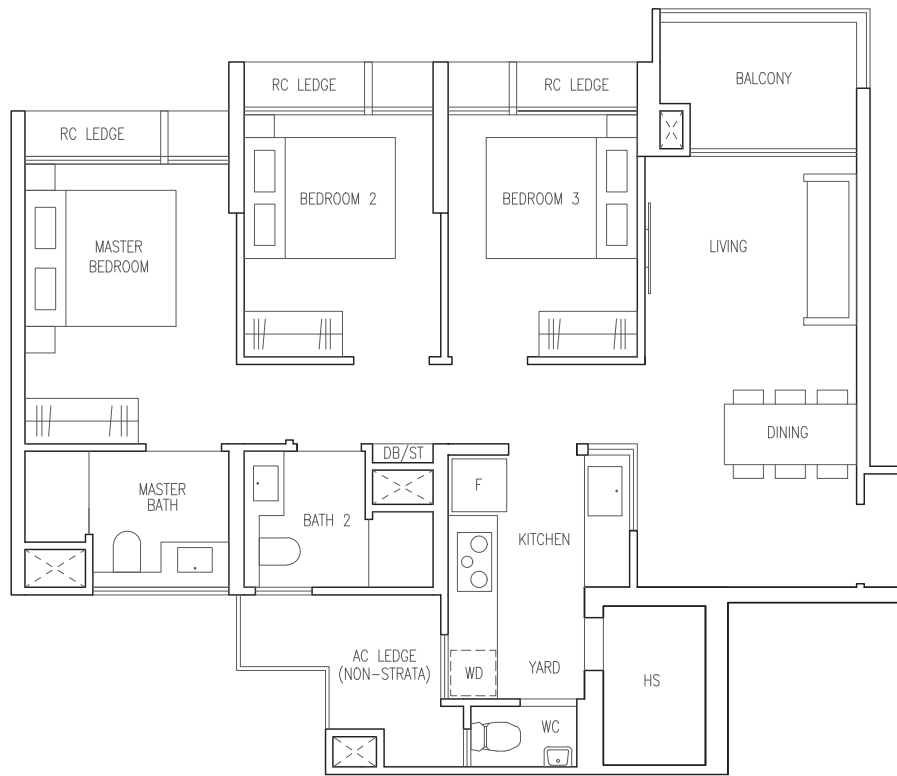 BALCONY
RC LEDGE
RC LEDGE
RC LEDGE
BEDROOM 2
BEDROOM 3
MASTER
BEDROOM
LIVING
DINING
DB/ST
MASTER
BATH
F
BATH 2
KITCHEN
AC LEDGE
(NON-STRATA)
WD
YARD
HS
WC